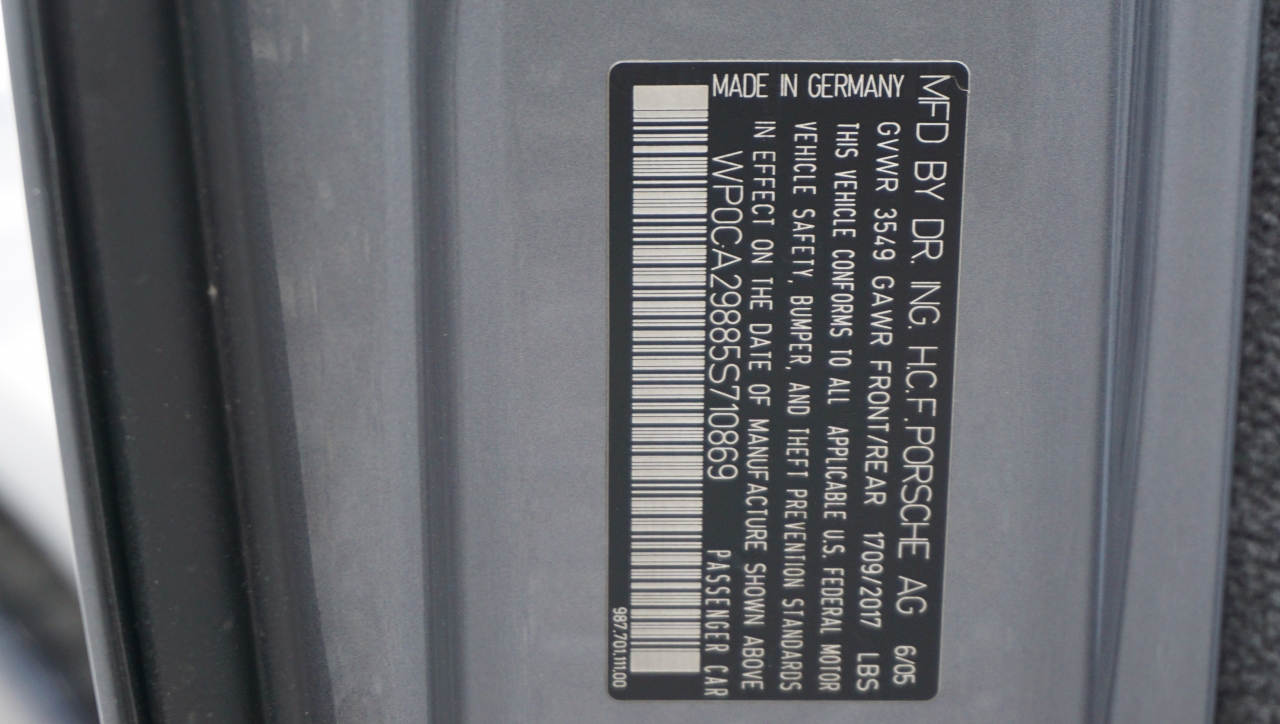 MFD BY DR. ING. H.C.F. PORSCHE AG 6/05
GVWR 3549 GAWR FRONT/REAR 1709/2017 LBS
THIS VEHICLE CONFORMS TO ALL APPLICABLE U.S. FEDERAL MOTOR
VEHICLE SAFETY, BUMPER, AND THEFT PREVENTION STANDARDS
IN EFFECT ON THE DATE OF MANUFACTURE SHOWN ABOVE
MADE IN GERMANY WP0CA29885S710869 PASSENGER CAR
987.701.111.00